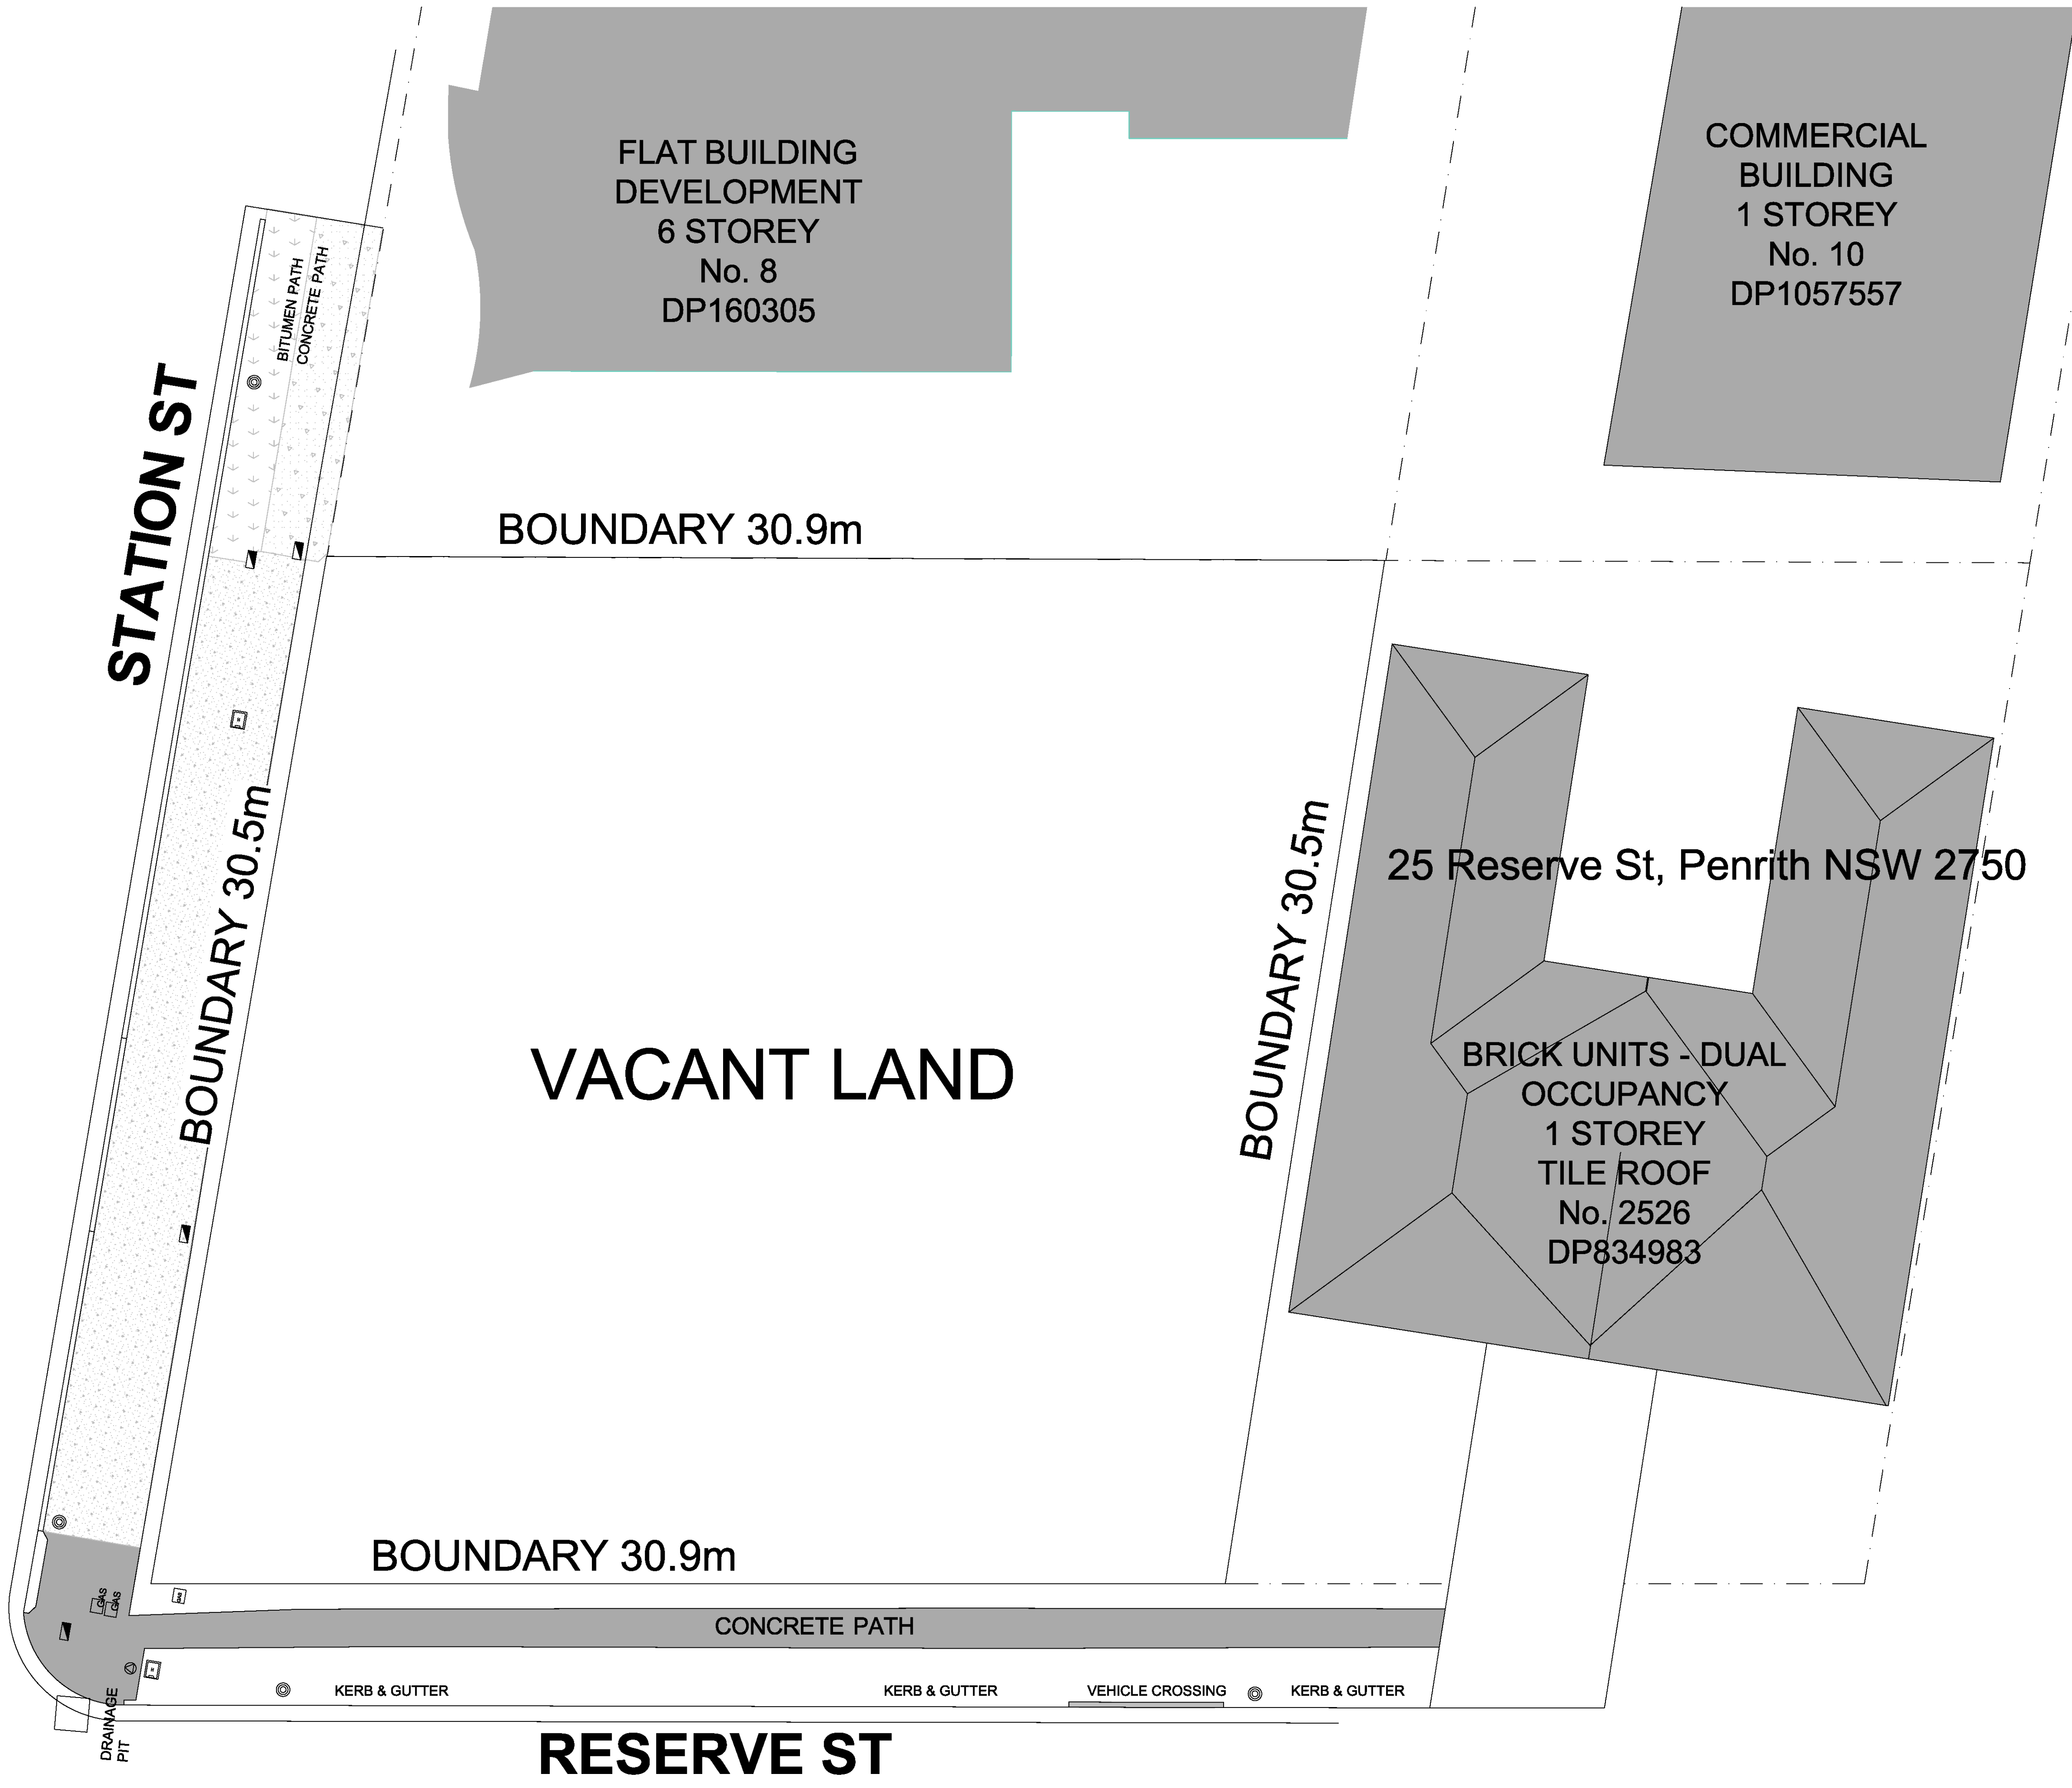 FLAT BUILDING
DEVELOPMENT
6 STOREY
No. 8
DP160305
COMMERCIAL
BUILDING
1 STOREY
No. 10
DP1057557
BITUMEN PATH
CONCRETE PATH
STATION ST
BOUNDARY 30.9m
BOUNDARY 30.5m
BOUNDARY 30.5m
25 Reserve St, Penrith NSW 2750
VACANT LAND
BRICK UNITS - DUAL
OCCUPANCY
1 STOREY
TILE ROOF
No. 2526
DP834983
BOUNDARY 30.9m
GAS
GAS
GAS
CONCRETE PATH
KERB & GUTTER
KERB & GUTTER
VEHICLE CROSSING
KERB & GUTTER
DRAINAGE
PIT
RESERVE ST